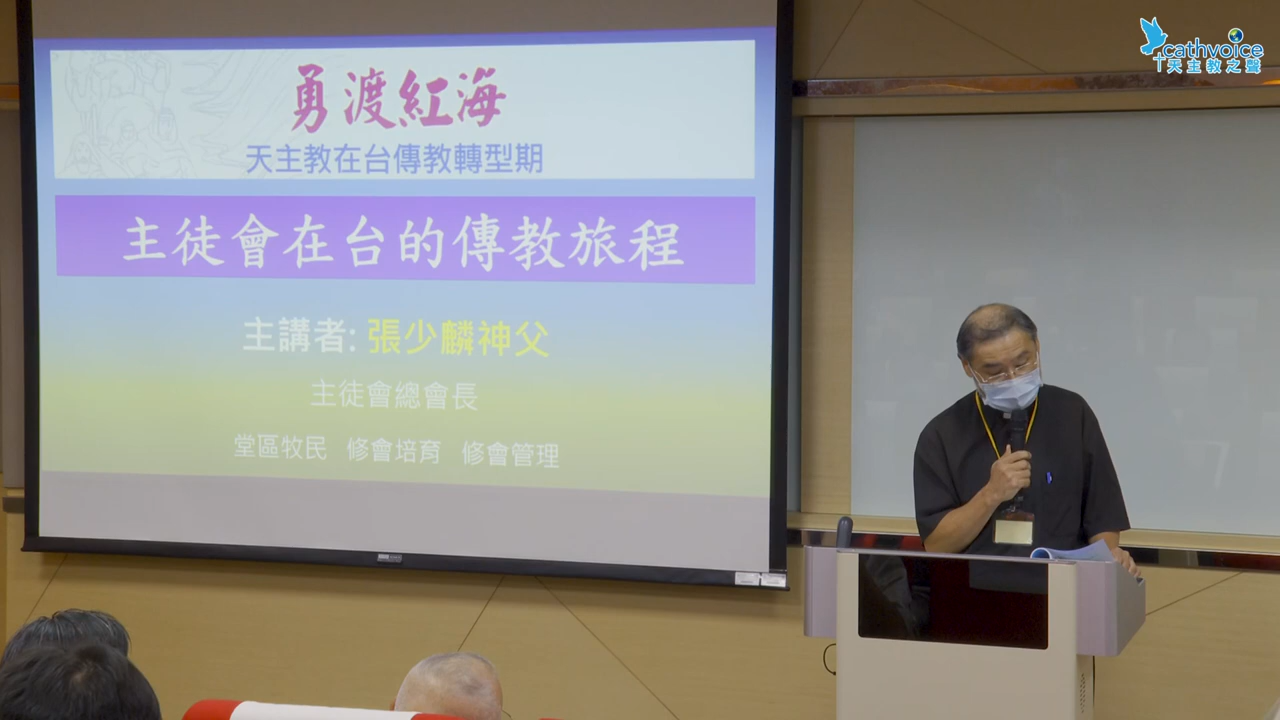 勇渡紅海
天主教在台傳教轉型期
主徒會在台的傳教旅程
主講者: 張少麟神父
主徒會總會長
堂區牧民 修會培育 修會管理
cathvoice
天主教之聲